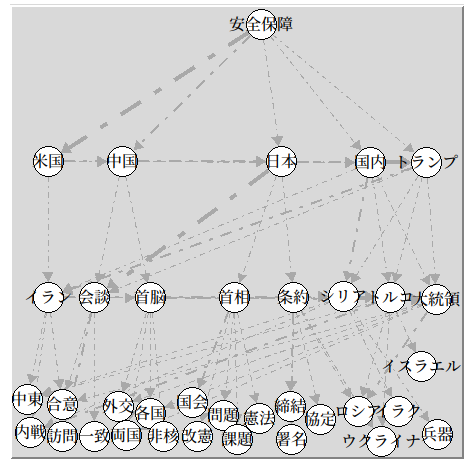 安全保障
米国
中国
日本
国内
トランプ
イラン
会談
首脳
首相
条約
シリア
トルコ
大統領
イスラエル
中東
合意
外交
各国
国会
問題
憲法
締結
協定
ロシア
イラク
内戦
訪問
一致
両国
非核
改憲
課題
署名
ウクライナ
兵器